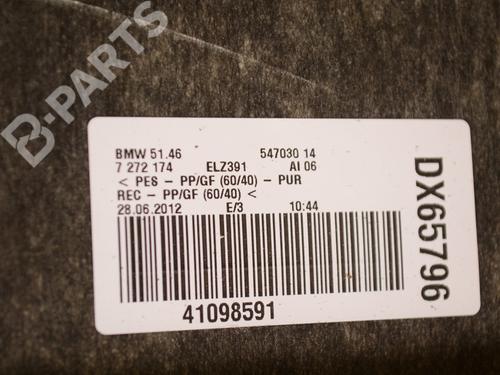 B-PARTS
BMW 51.46 547030 14
7 272 174 ELZ391 AI 06
< PES - PP/GF (60/40) - PUR
REC - PP/GF (60/40) <
28.06.2012 E/3 10:44
41098591
DX65796